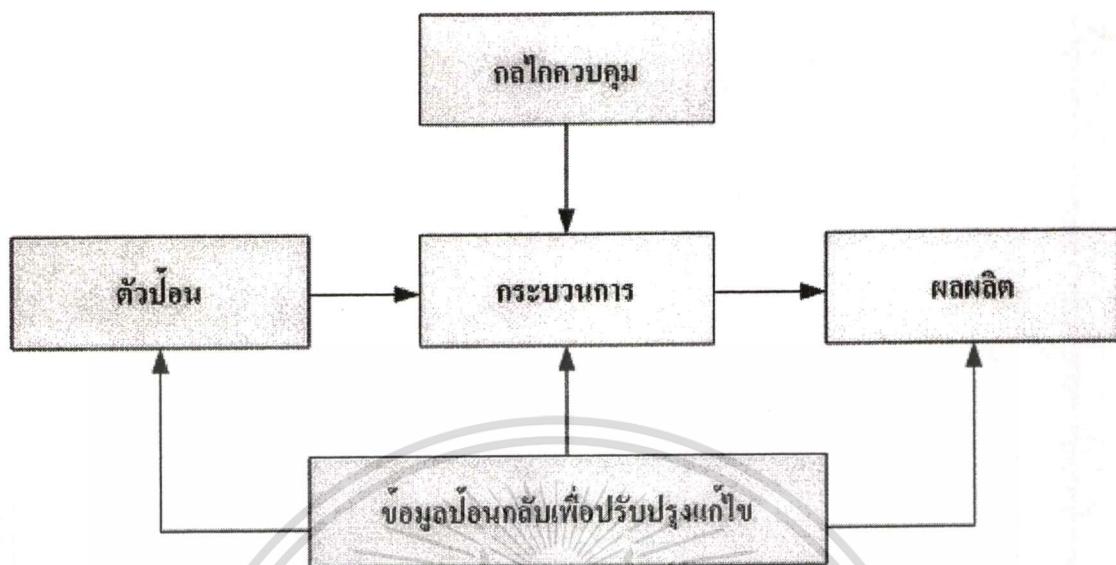 กลไกควบคุม
ตัวป้อน
กระบวนการ
ผลผลิต
ข้อมูลป้อนกลับเพื่อปรับปรุงแก้ไข